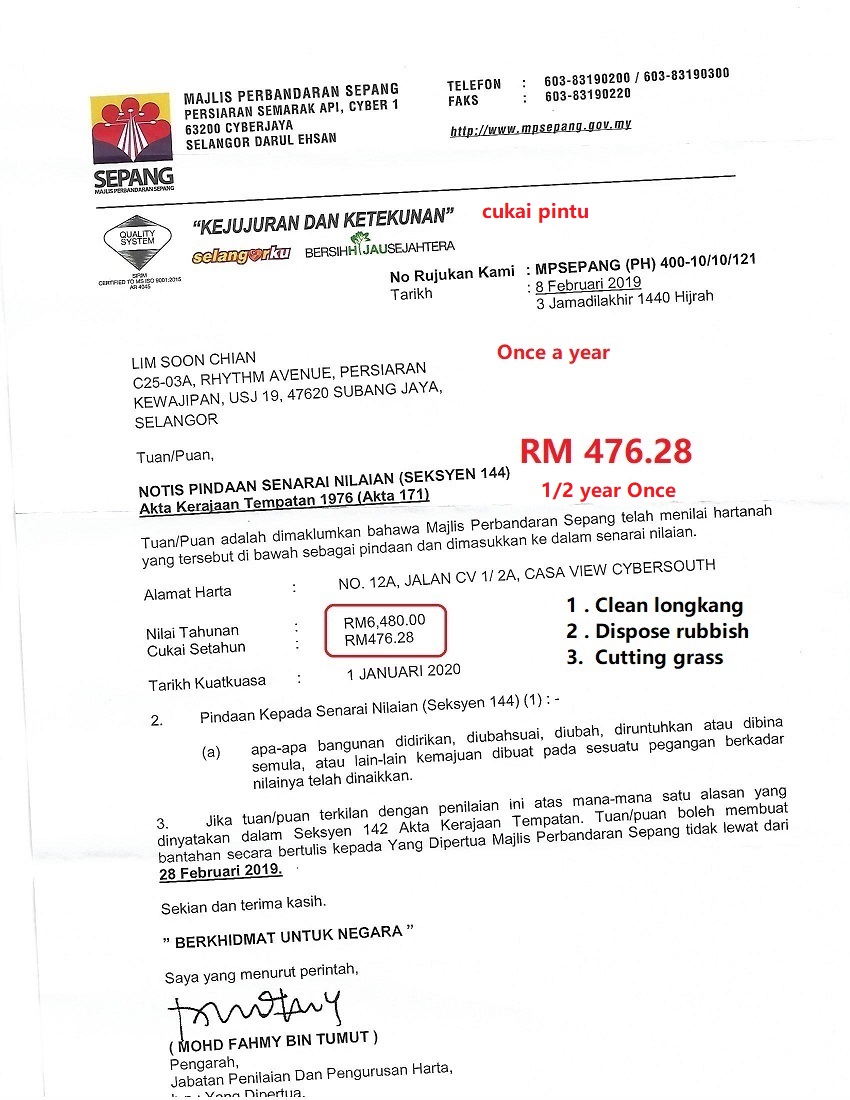 MAJLIS PERBANDARAN SEPANG
PERSIARAN SEMARAK API, CYBER 1
63200 CYBERJAYA
SELANGOR DARUL EHSAN
TELEFON : 603-83190200 / 603-83190300
FAKS : 603-83190220
http://www.mpsepang.gov.my
SEPANG
MAJLIS PERBANDARAN SEPANG
QUALITY SYSTEM
SIRIM
CERTIFIED TO MS ISO 9001:2015
AR 4045
"KEJUJURAN DAN KETEKUNAN"
cukai pintu
selangorku BERSIHHIJAUSEJAHTERA
No Rujukan Kami : MPSEPANG (PH) 400-10/10/121
Tarikh : 8 Februari 2019
3 Jamadilakhir 1440 Hijrah
Once a year
LIM SOON CHIAN
C25-03A, RHYTHM AVENUE, PERSIARAN
KEWAJIPAN, USJ 19, 47620 SUBANG JAYA,
SELANGOR
Tuan/Puan,
RM 476.28
1/2 year Once
NOTIS PINDAAN SENARAI NILAIAN (SEKSYEN 144)
Akta Kerajaan Tempatan 1976 (Akta 171)
Tuan/Puan adalah dimaklumkan bahawa Majlis Perbandaran Sepang telah menilai hartanah
yang tersebut di bawah sebagai pindaan dan dimasukkan ke dalam senarai nilaian.
Alamat Harta : NO. 12A, JALAN CV 1/ 2A, CASA VIEW CYBERSOUTH
Nilai Tahunan : RM6,480.00
Cukai Setahun : RM476.28
Tarikh Kuatkuasa : 1 JANUARI 2020
1 . Clean longkang
2 . Dispose rubbish
3. Cutting grass
2. Pindaan Kepada Senarai Nilaian (Seksyen 144) (1) : -
(a) apa-apa bangunan didirikan, diubahsuai, diubah, diruntuhkan atau dibina
semula, atau lain-lain kemajuan dibuat pada sesuatu pegangan berkadar
nilainya telah dinaikkan.
3. Jika tuan/puan terkilan dengan penilaian ini atas mana-mana satu alasan yang
dinyatakan dalam Seksyen 142 Akta Kerajaan Tempatan. Tuan/puan boleh membuat
bantahan secara bertulis kepada Yang Dipertua Majlis Perbandaran Sepang tidak lewat dari
28 Februari 2019.
Sekian dan terima kasih.
" BERKHIDMAT UNTUK NEGARA "
Saya yang menurut perintah,
( MOHD FAHMY BIN TUMUT )
Pengarah,
Jabatan Penilaian Dan Pengurusan Harta,
b.p : Yang Dipertua,